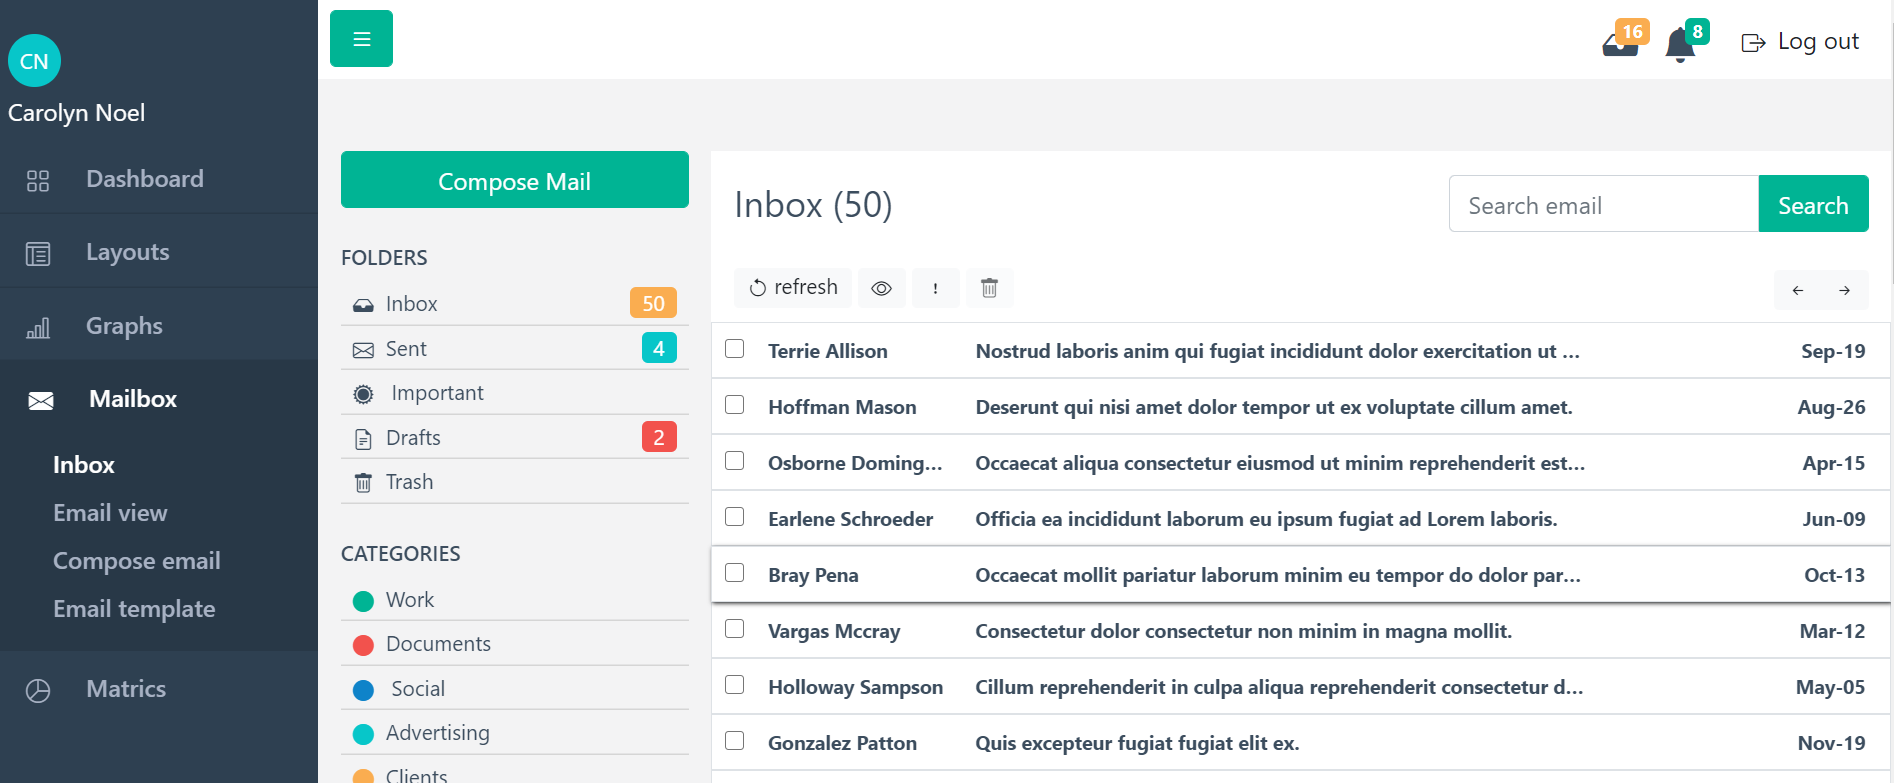 CN
Carolyn Noel
Dashboard
Layouts
Graphs
Mailbox
Inbox
Email view
Compose email
Email template
Matrics
16
8
Log out
Compose Mail
FOLDERS
Inbox 50
Sent 4
Important
Drafts 2
Trash
CATEGORIES
Work
Documents
Social
Advertising
Clients
Inbox (50)
Search email
Search
refresh
!
← →
Terrie Allison Nostrud laboris anim qui fugiat incididunt dolor exercitation ut ... Sep-19
Hoffman Mason Deserunt qui nisi amet dolor tempor ut ex voluptate cillum amet. Aug-26
Osborne Doming... Occaecat aliqua consectetur eiusmod ut minim reprehenderit est... Apr-15
Earlene Schroeder Officia ea incididunt laborum eu ipsum fugiat ad Lorem laboris. Jun-09
Bray Pena Occaecat mollit pariatur laborum minim eu tempor do dolor par... Oct-13
Vargas Mccray Consectetur dolor consectetur non minim in magna mollit. Mar-12
Holloway Sampson Cillum reprehenderit in culpa aliqua reprehenderit consectetur d... May-05
Gonzalez Patton Quis excepteur fugiat fugiat elit ex. Nov-19